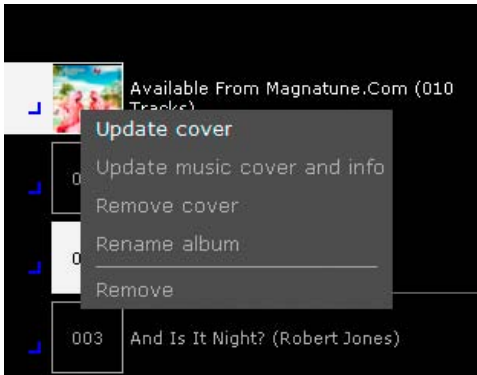 Available From Magnatune.Com (010
Tracks)
Update cover
Update music cover and info
Remove cover
Rename album
Remove
003 And Is It Night? (Robert Jones)